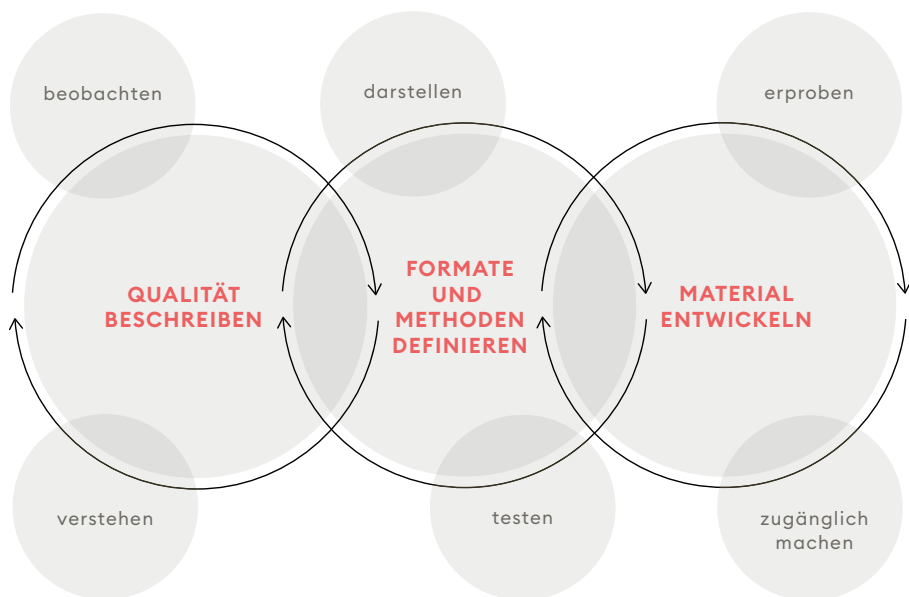 beobachten
darstellen
erproben
QUALITÄT
BESCHREIBEN
FORMATE
UND
METHODEN
DEFINIEREN
MATERIAL
ENTWICKELN
verstehen
testen
zugänglich
machen